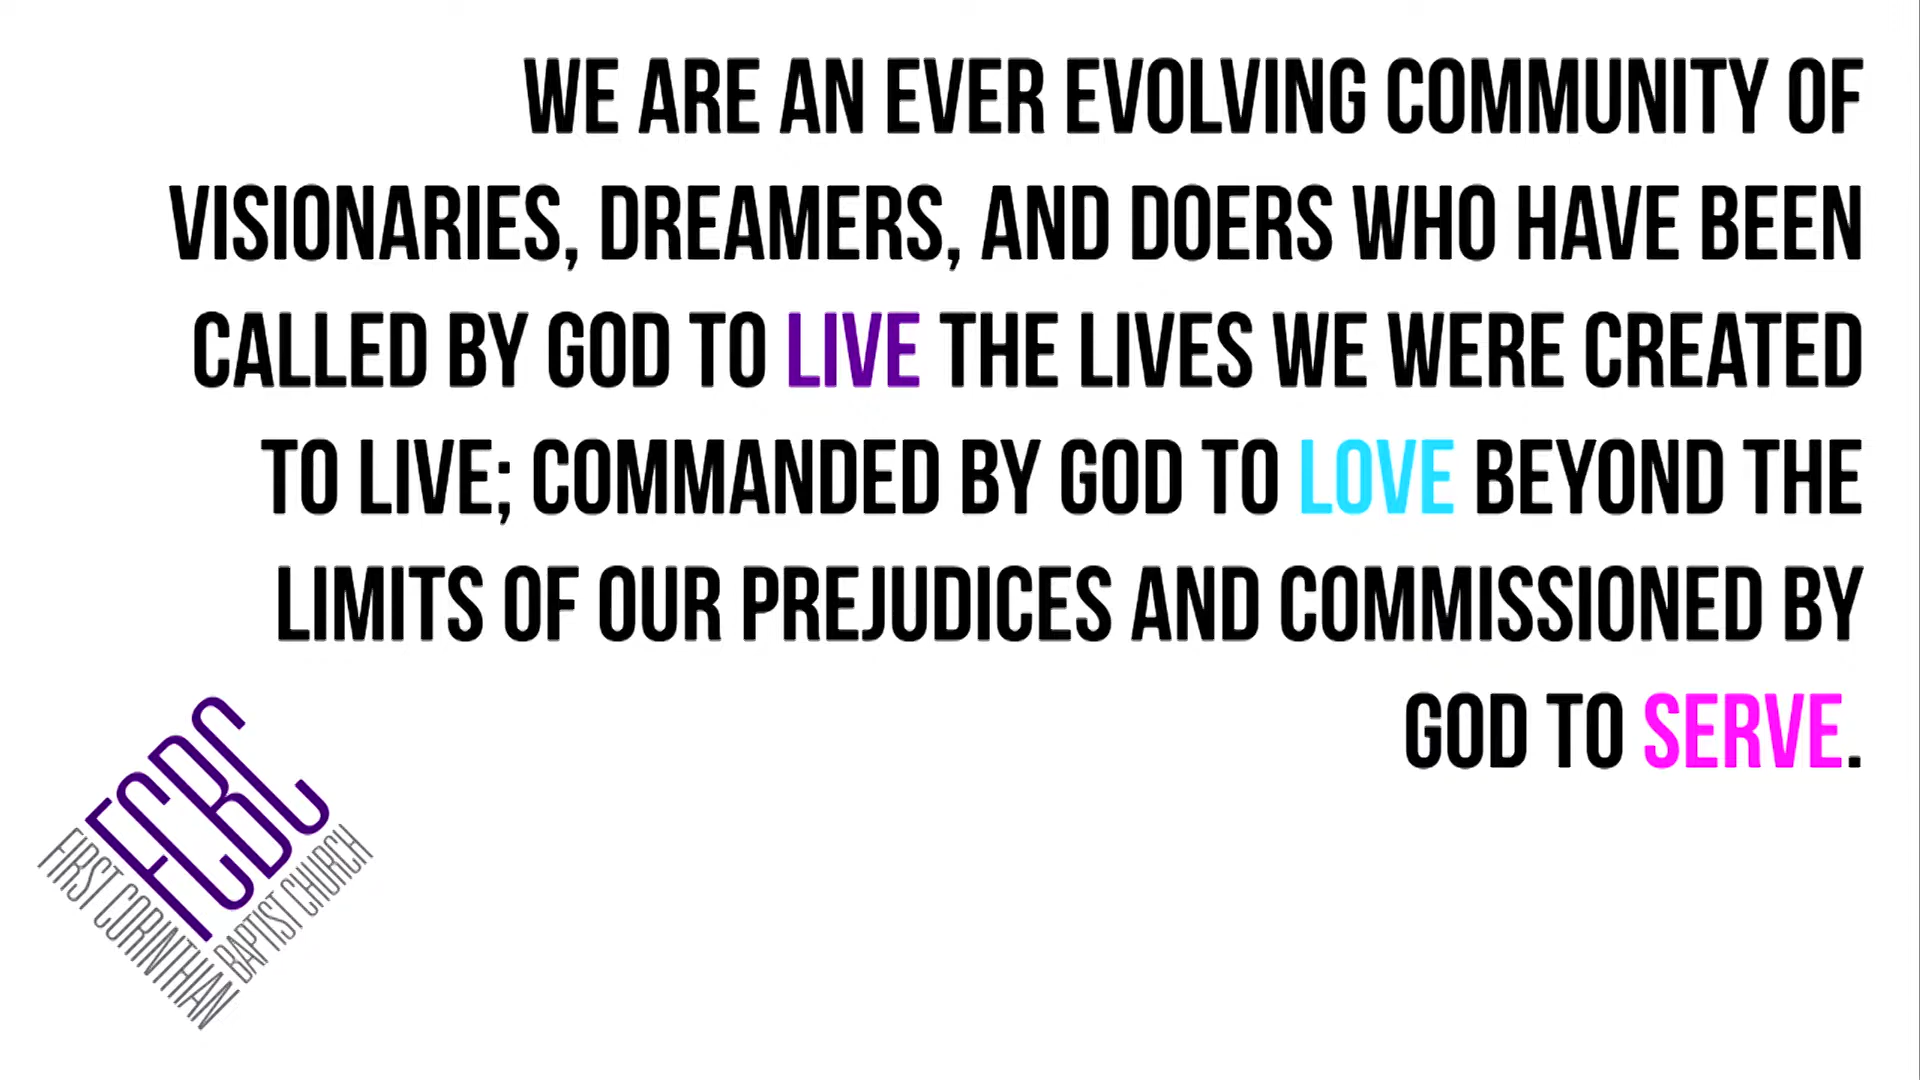 WE ARE AN EVER EVOLVING COMMUNITY OF
VISIONARIES, DREAMERS, AND DOERS WHO HAVE BEEN
CALLED BY GOD TO LIVE THE LIVES WE WERE CREATED
TO LIVE; COMMANDED BY GOD TO LOVE BEYOND THE
LIMITS OF OUR PREJUDICES AND COMMISSIONED BY
GOD TO SERVE.
FCBC
FIRST CORINTHIAN
BAPTIST CHURCH